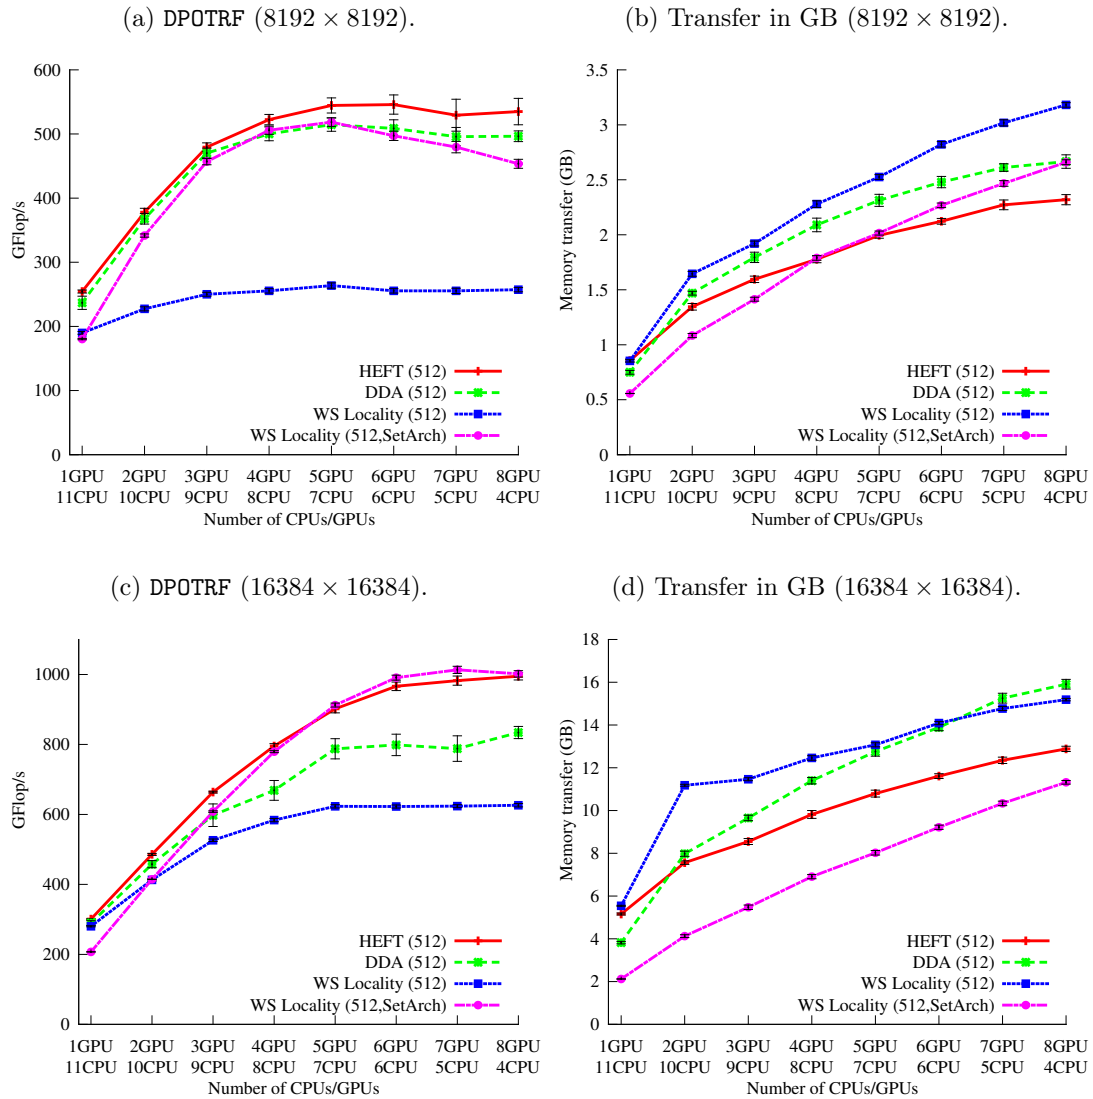 (a) DPOTRF (8192 × 8192).
600
500
400
300
200
100
0
GFlop/s
HEFT (512)
DDA (512)
WS Locality (512)
WS Locality (512,SetArch)
1GPU 2GPU 3GPU 4GPU 5GPU 6GPU 7GPU 8GPU
11CPU 10CPU 9CPU 8CPU 7CPU 6CPU 5CPU 4CPU
Number of CPUs/GPUs
(b) Transfer in GB (8192 × 8192).
3.5
3
2.5
2
1.5
1
0.5
0
Memory transfer (GB)
HEFT (512)
DDA (512)
WS Locality (512)
WS Locality (512,SetArch)
1GPU 2GPU 3GPU 4GPU 5GPU 6GPU 7GPU 8GPU
11CPU 10CPU 9CPU 8CPU 7CPU 6CPU 5CPU 4CPU
Number of CPUs/GPUs
(c) DPOTRF (16384 × 16384).
1000
800
600
400
200
0
GFlop/s
HEFT (512)
DDA (512)
WS Locality (512)
WS Locality (512,SetArch)
1GPU 2GPU 3GPU 4GPU 5GPU 6GPU 7GPU 8GPU
11CPU 10CPU 9CPU 8CPU 7CPU 6CPU 5CPU 4CPU
Number of CPUs/GPUs
(d) Transfer in GB (16384 × 16384).
18
16
14
12
10
8
6
4
2
0
Memory transfer (GB)
HEFT (512)
DDA (512)
WS Locality (512)
WS Locality (512,SetArch)
1GPU 2GPU 3GPU 4GPU 5GPU 6GPU 7GPU 8GPU
11CPU 10CPU 9CPU 8CPU 7CPU 6CPU 5CPU 4CPU
Number of CPUs/GPUs